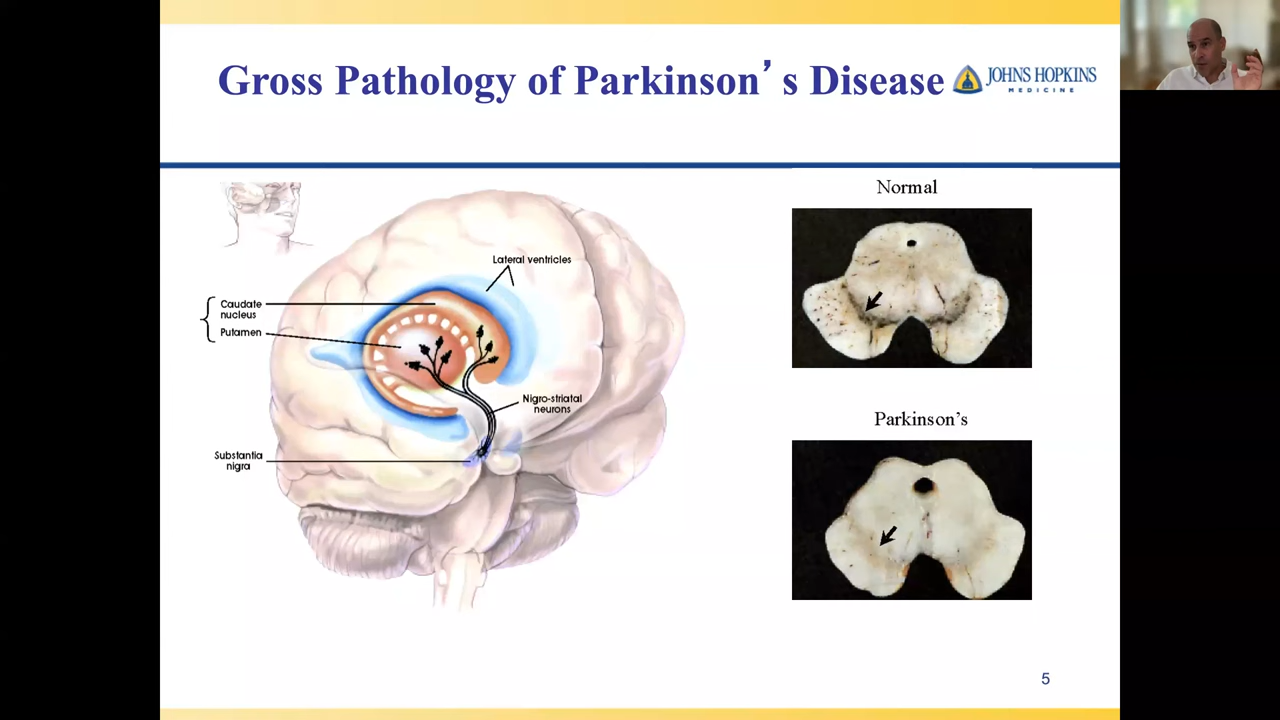 Gross Pathology of Parkinson’s Disease
JOHNS HOPKINS
MEDICINE
Normal
Lateral ventricles
Caudate
nucleus
Putamen
Nigro-striatal
neurons
Parkinson’s
Substantia
nigra
5